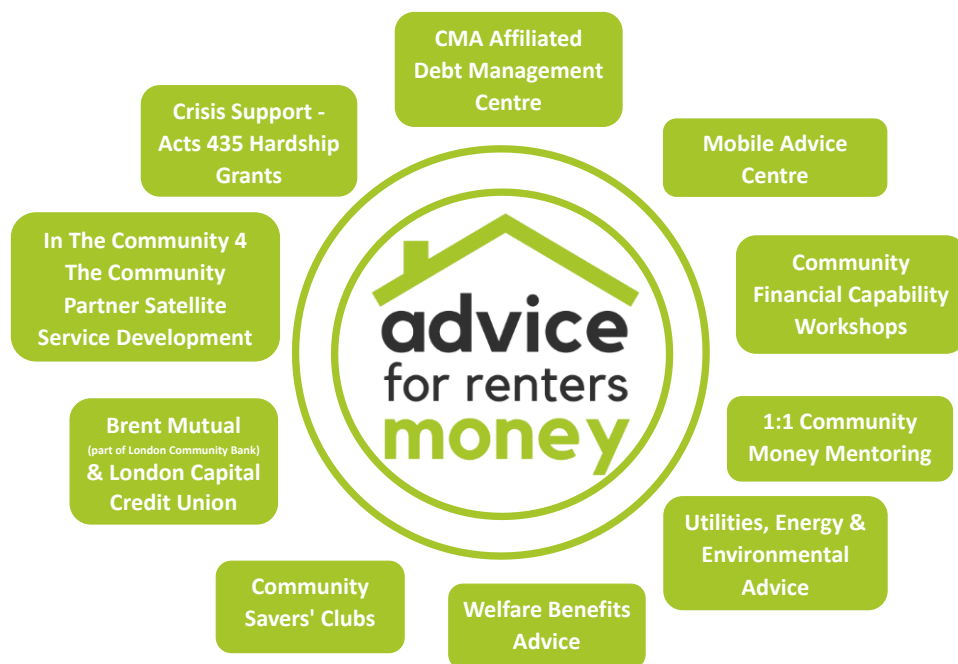 CMA Affiliated
Debt Management
Centre
Crisis Support -
Acts 435 Hardship
Grants
Mobile Advice
Centre
In The Community 4
The Community
Partner Satellite
Service Development
advice
for renters
money
Community
Financial Capability
Workshops
Brent Mutual
(part of London Community Bank)
& London Capital
Credit Union
1:1 Community
Money Mentoring
Utilities, Energy &
Environmental
Advice
Community
Savers' Clubs
Welfare Benefits
Advice